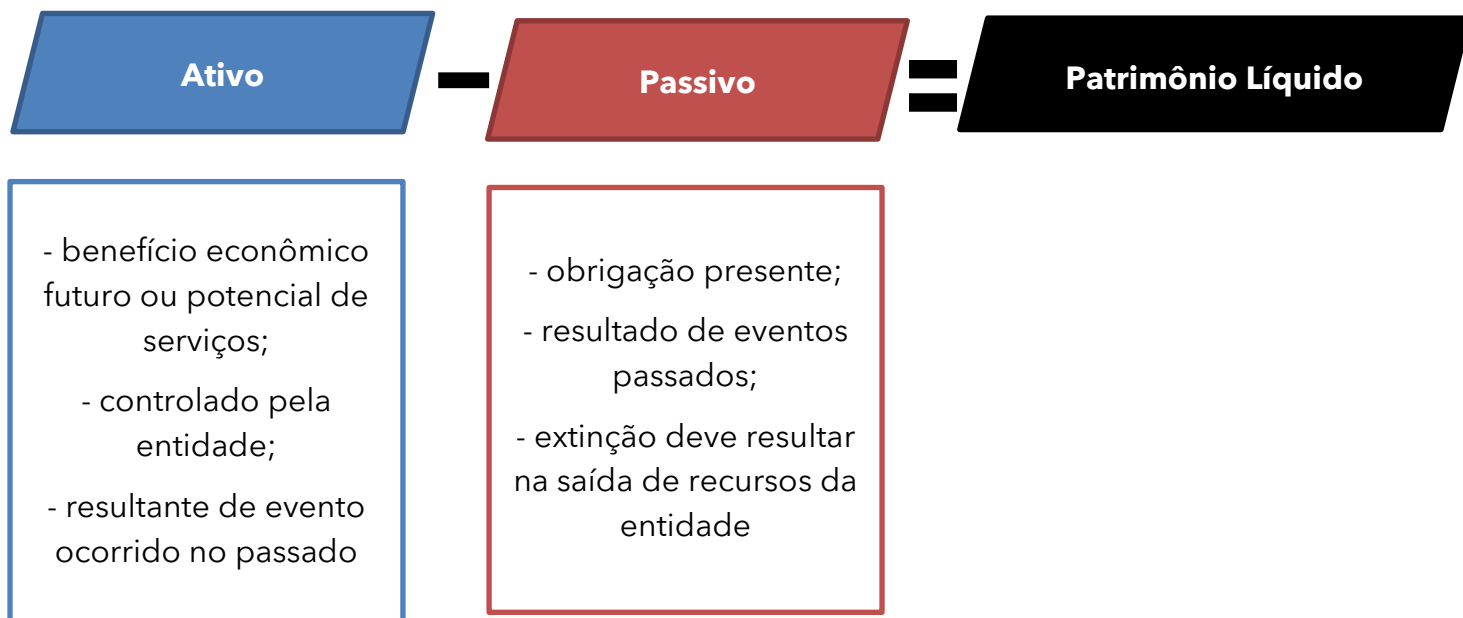 Ativo
Passivo
Patrimônio Líquido
- benefício econômico
futuro ou potencial de
serviços;
- controlado pela
entidade;
- resultante de evento
ocorrido no passado
- obrigação presente;
- resultado de eventos
passados;
- extinção deve resultar
na saída de recursos da
entidade